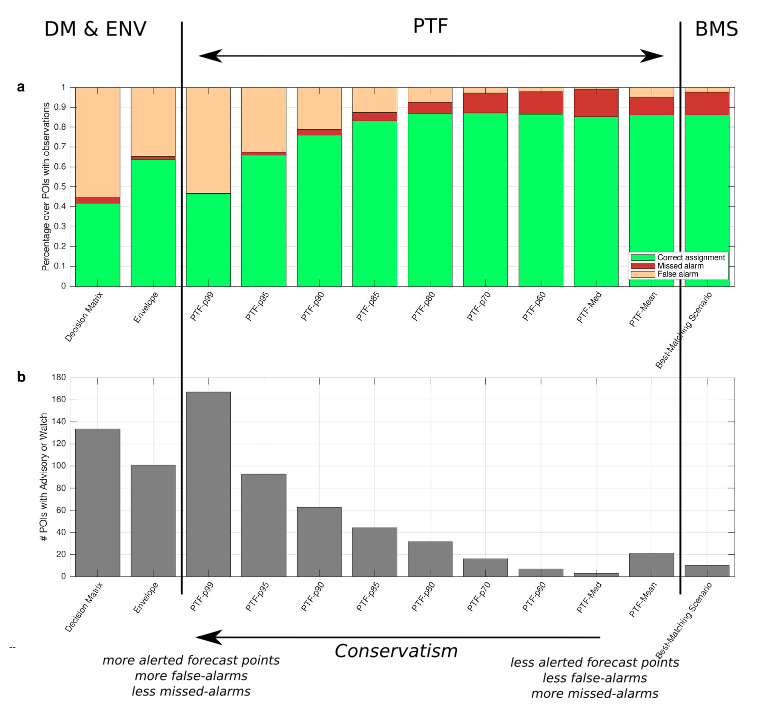 DM & ENV
PTF
BMS
a
Percentage over POIs with observations
1
0.9
0.8
0.7
0.6
0.5
0.4
0.3
0.2
0.1
0
Correct assignment
Missed alarm
False alarm
Decision Matrix
Envelope
PTF-p99
PTF-p95
PTF-p90
PTF-p85
PTF-p80
PTF-p70
PTF-p60
PTF-Med
PTF-Mean
Best-Matching Scenario
b
# POIs with Advisory or Watch
180
160
140
120
100
80
60
40
20
0
Decision Matrix
Envelope
PTF-p99
PTF-p95
PTF-p90
PTF-p85
PTF-p80
PTF-p70
PTF-p60
PTF-Med
PTF-Mean
Best-Matching Scenario
--
Conservatism
more alerted forecast points
more false-alarms
less missed-alarms
less alerted forecast points
less false-alarms
more missed-alarms